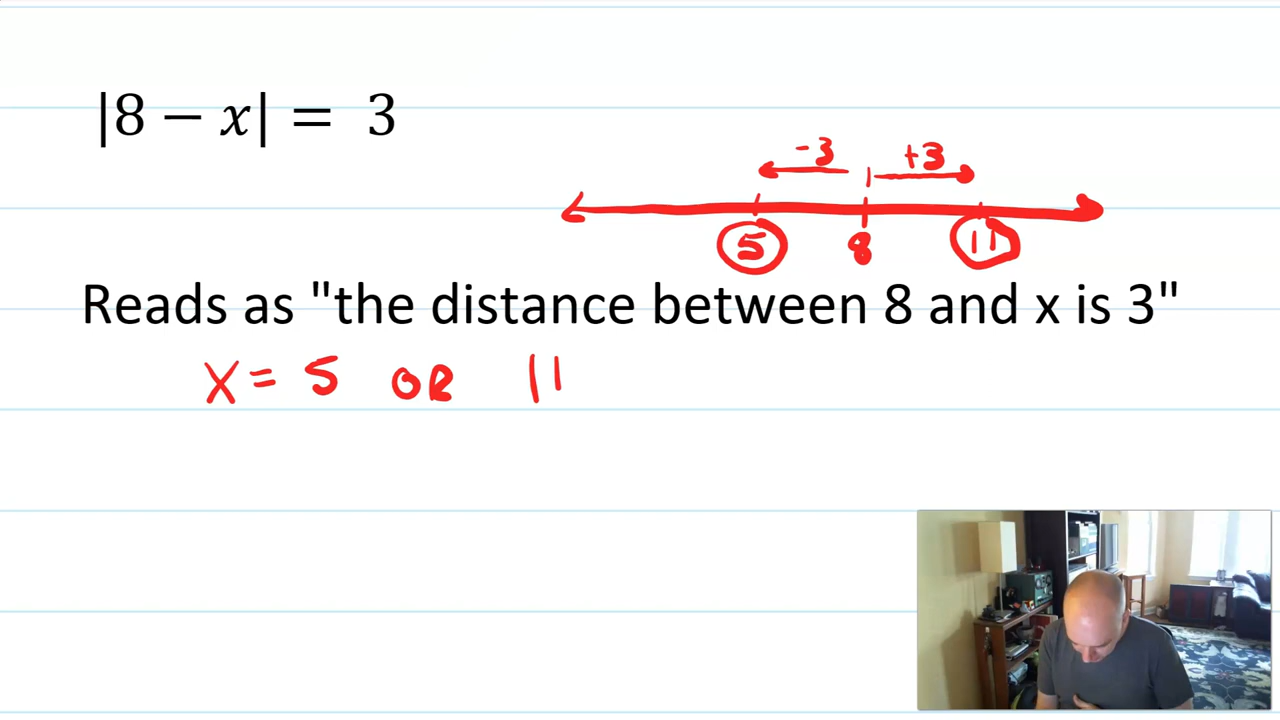 |8 − x| = 3
-3 +3
5 8 11
Reads as "the distance between 8 and x is 3"
x = 5 OR 11